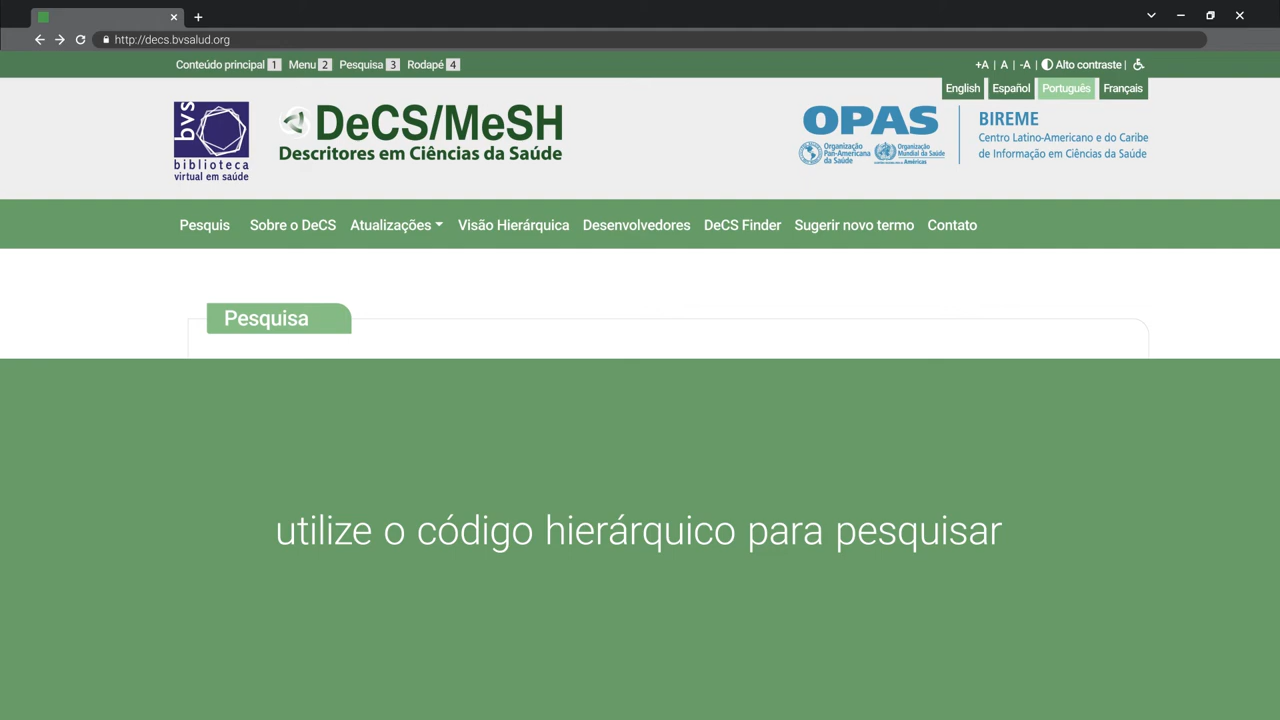 http://decs.bvsalud.org
Conteúdo principal 1 Menu 2 Pesquisa 3 Rodapé 4
+A | A | -A | Alto contraste |
English Español Português Français
bvs
biblioteca
virtual em saúde
DeCS/MeSH
Descritores em Ciências da Saúde
OPAS
Organização
Pan-Americana
da Saúde
Organização
Mundial da Saúde
Américas
BIREME
Centro Latino-Americano e do Caribe
de Informação em Ciências da Saúde
Pesquis Sobre o DeCS Atualizações Visão Hierárquica Desenvolvedores DeCS Finder Sugerir novo termo Contato
Pesquisa
utilize o código hierárquico para pesquisar